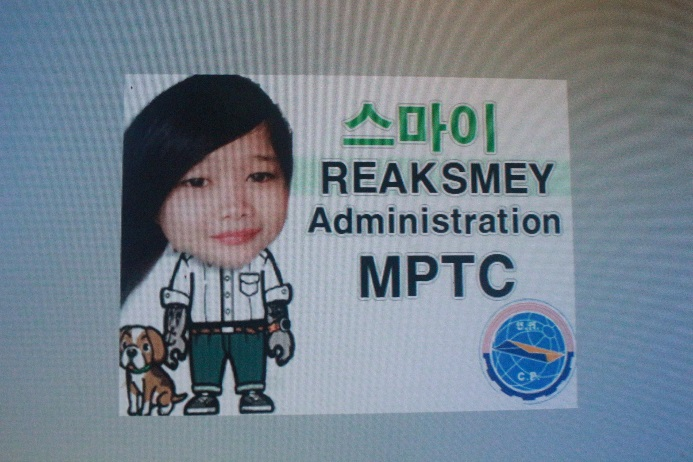 스마이
REAKSMEY
Administration
MPTC
C.P